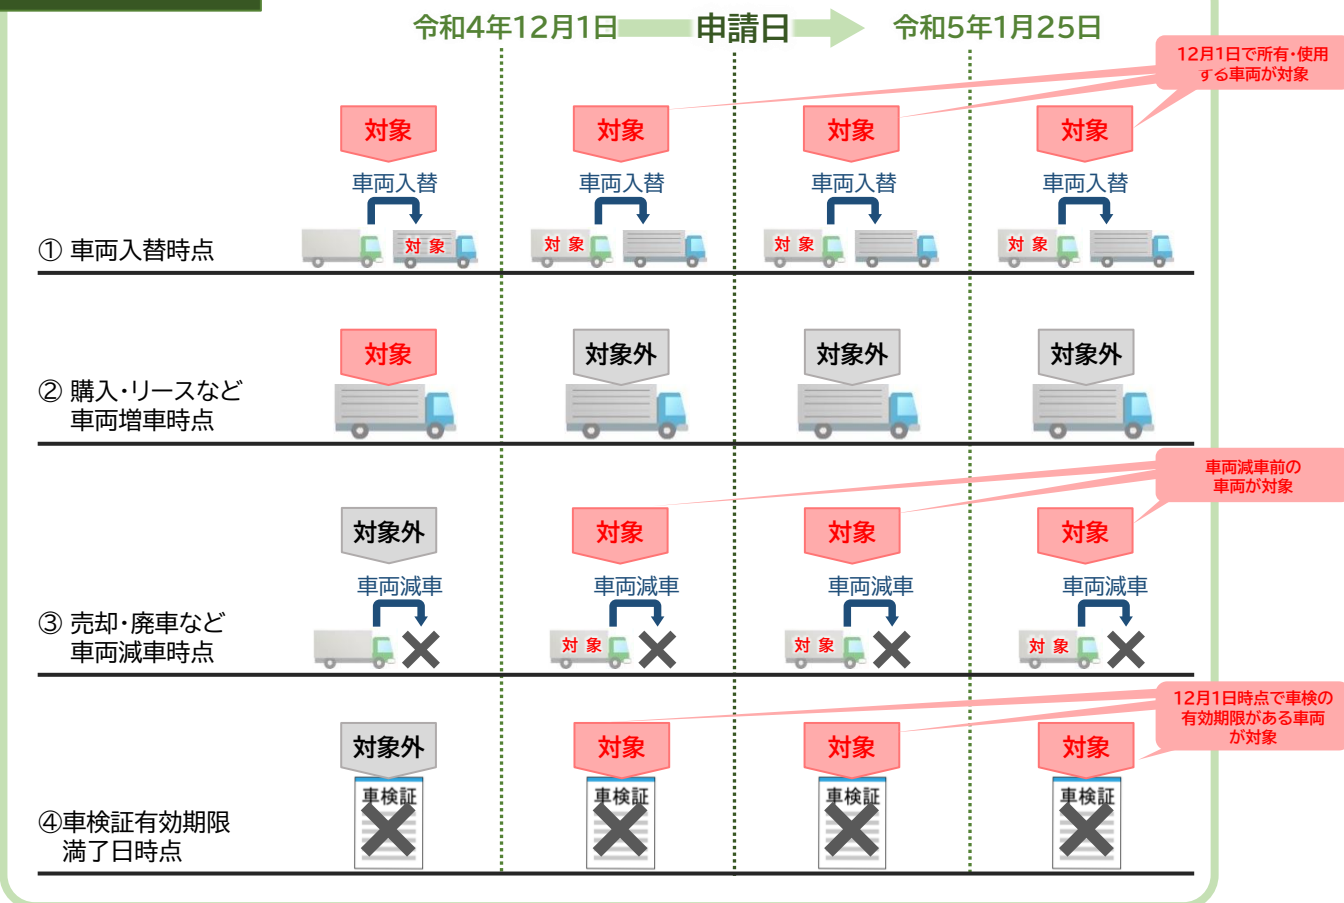 令和4年12月1日
申請日
令和5年1月25日
12月1日で所有・使用
する車両が対象
対象
対象
対象
対象
車両入替
車両入替
車両入替
車両入替
① 車両入替時点
対 象
対 象
対 象
対 象
対象
対象外
対象外
対象外
② 購入・リースなど
車両増車時点
車両減車前の
車両が対象
対象外
対象
対象
対象
車両減車
車両減車
車両減車
車両減車
③ 売却・廃車など
車両減車時点
対 象
対 象
対 象
12月1日時点で車検の
有効期限がある車両
が対象
対象外
対象
対象
対象
車検証
車検証
車検証
車検証
④車検証有効期限
満了日時点